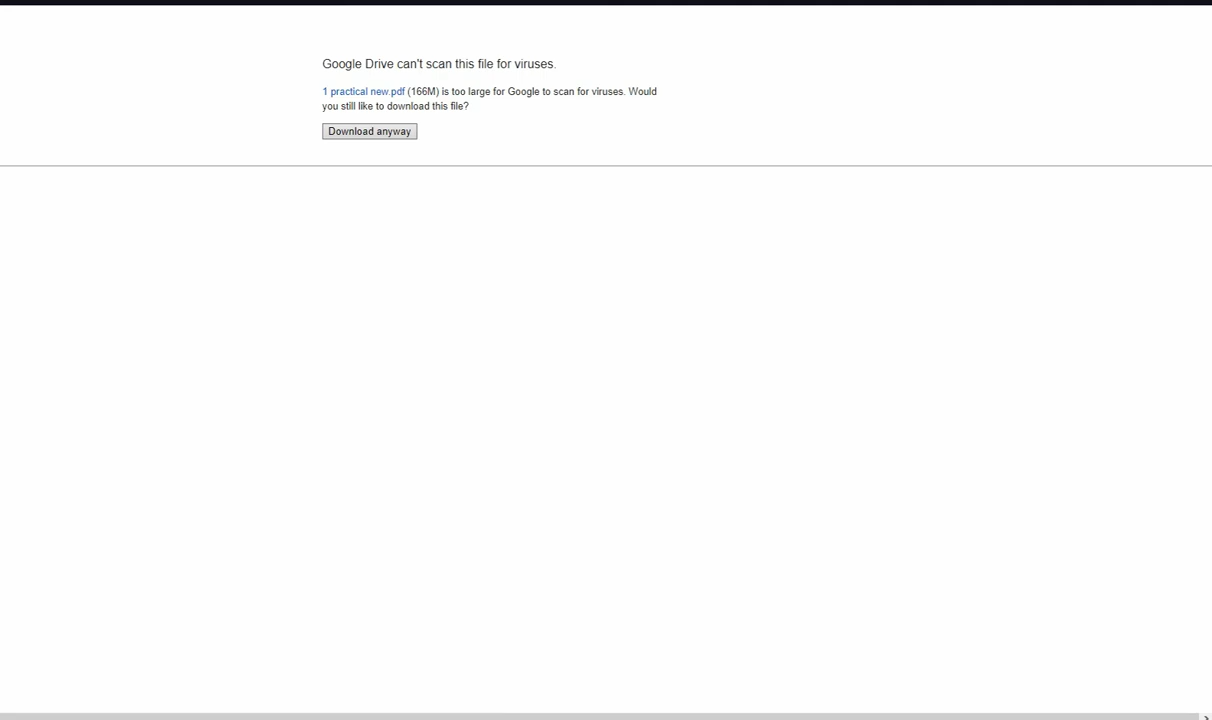 Google Drive can't scan this file for viruses.
1 practical new.pdf (166M) is too large for Google to scan for viruses. Would
you still like to download this file?
Download anyway